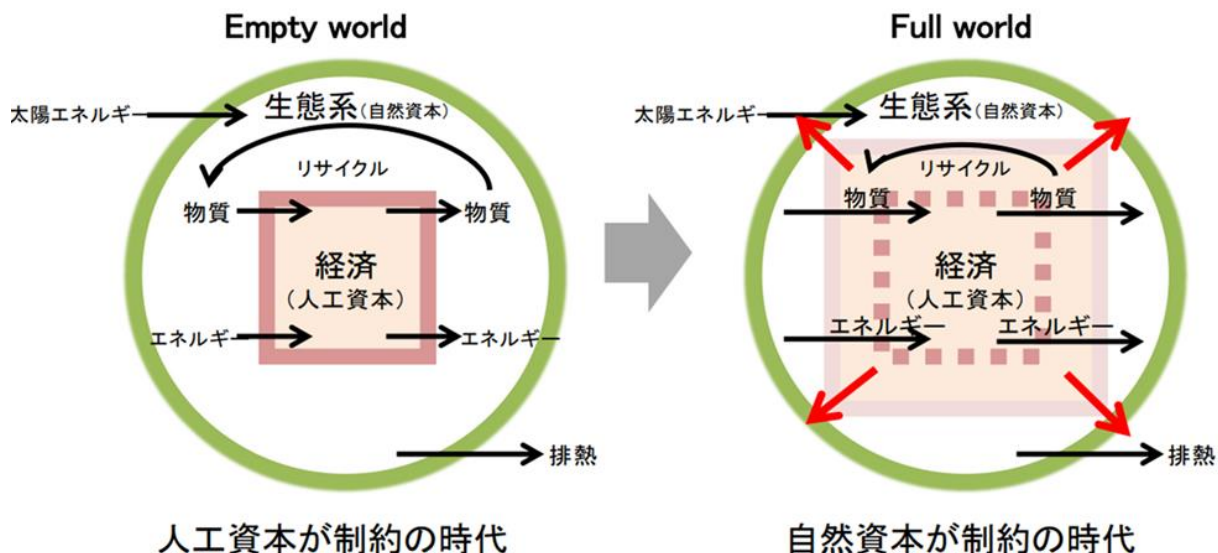 Empty world
太陽エネルギー
生態系(自然資本)
リサイクル
物質
物質
経済
(人工資本)
エネルギー
エネルギー
排熱
人工資本が制約の時代
Full world
太陽エネルギー
生態系(自然資本)
リサイクル
物質
物質
経済
(人工資本)
エネルギー
エネルギー
排熱
自然資本が制約の時代